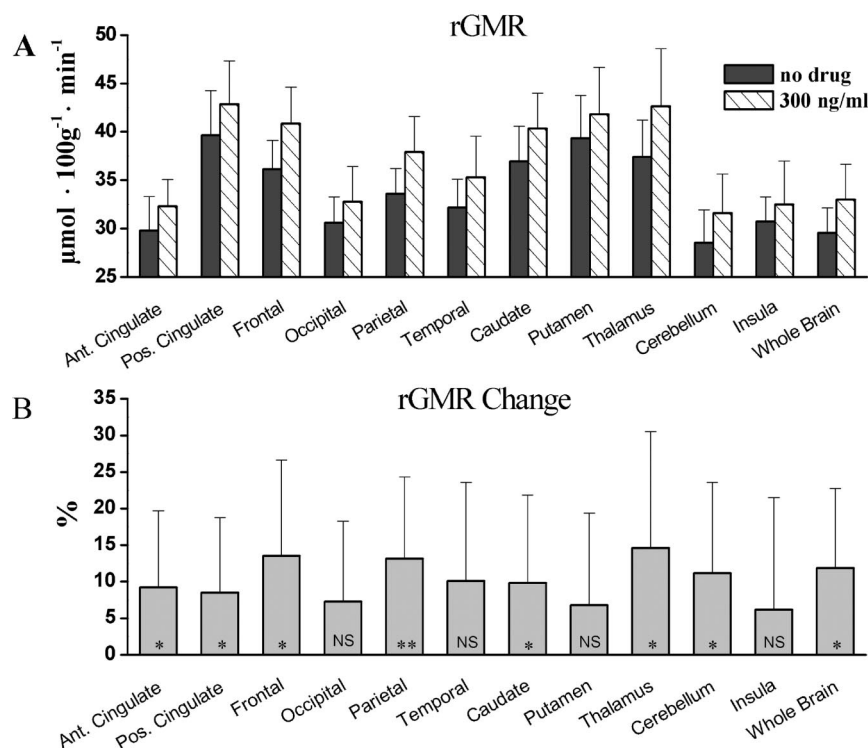 A
rGMR
µmol · 100g⁻¹ · min⁻¹
50
45
40
35
30
25
no drug
300 ng/ml
Ant. Cingulate
Pos. Cingulate
Frontal
Occipital
Parietal
Temporal
Caudate
Putamen
Thalamus
Cerebellum
Insula
Whole Brain
B
rGMR Change
%
35
30
25
20
15
10
5
0
* * * NS ** NS * NS * * NS *
Ant. Cingulate
Pos. Cingulate
Frontal
Occipital
Parietal
Temporal
Caudate
Putamen
Thalamus
Cerebellum
Insula
Whole Brain